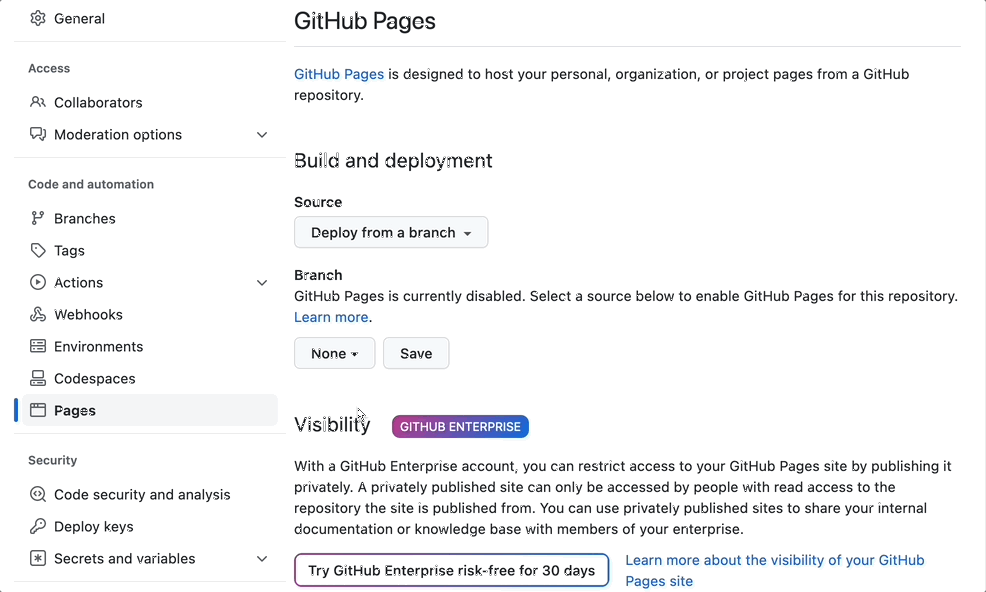 General
Access
Collaborators
Moderation options
Code and automation
Branches
Tags
Actions
Webhooks
Environments
Codespaces
Pages
Security
Code security and analysis
Deploy keys
Secrets and variables
GitHub Pages
GitHub Pages is designed to host your personal, organization, or project pages from a GitHub
repository.
Build and deployment
Source
Deploy from a branch
Branch
GitHub Pages is currently disabled. Select a source below to enable GitHub Pages for this repository.
Learn more.
None
Save
Visibility
GITHUB ENTERPRISE
With a GitHub Enterprise account, you can restrict access to your GitHub Pages site by publishing it
privately. A privately published site can only be accessed by people with read access to the
repository the site is published from. You can use privately published sites to share your internal
documentation or knowledge base with members of your enterprise.
Try GitHub Enterprise risk-free for 30 days
Learn more about the visibility of your GitHub
Pages site